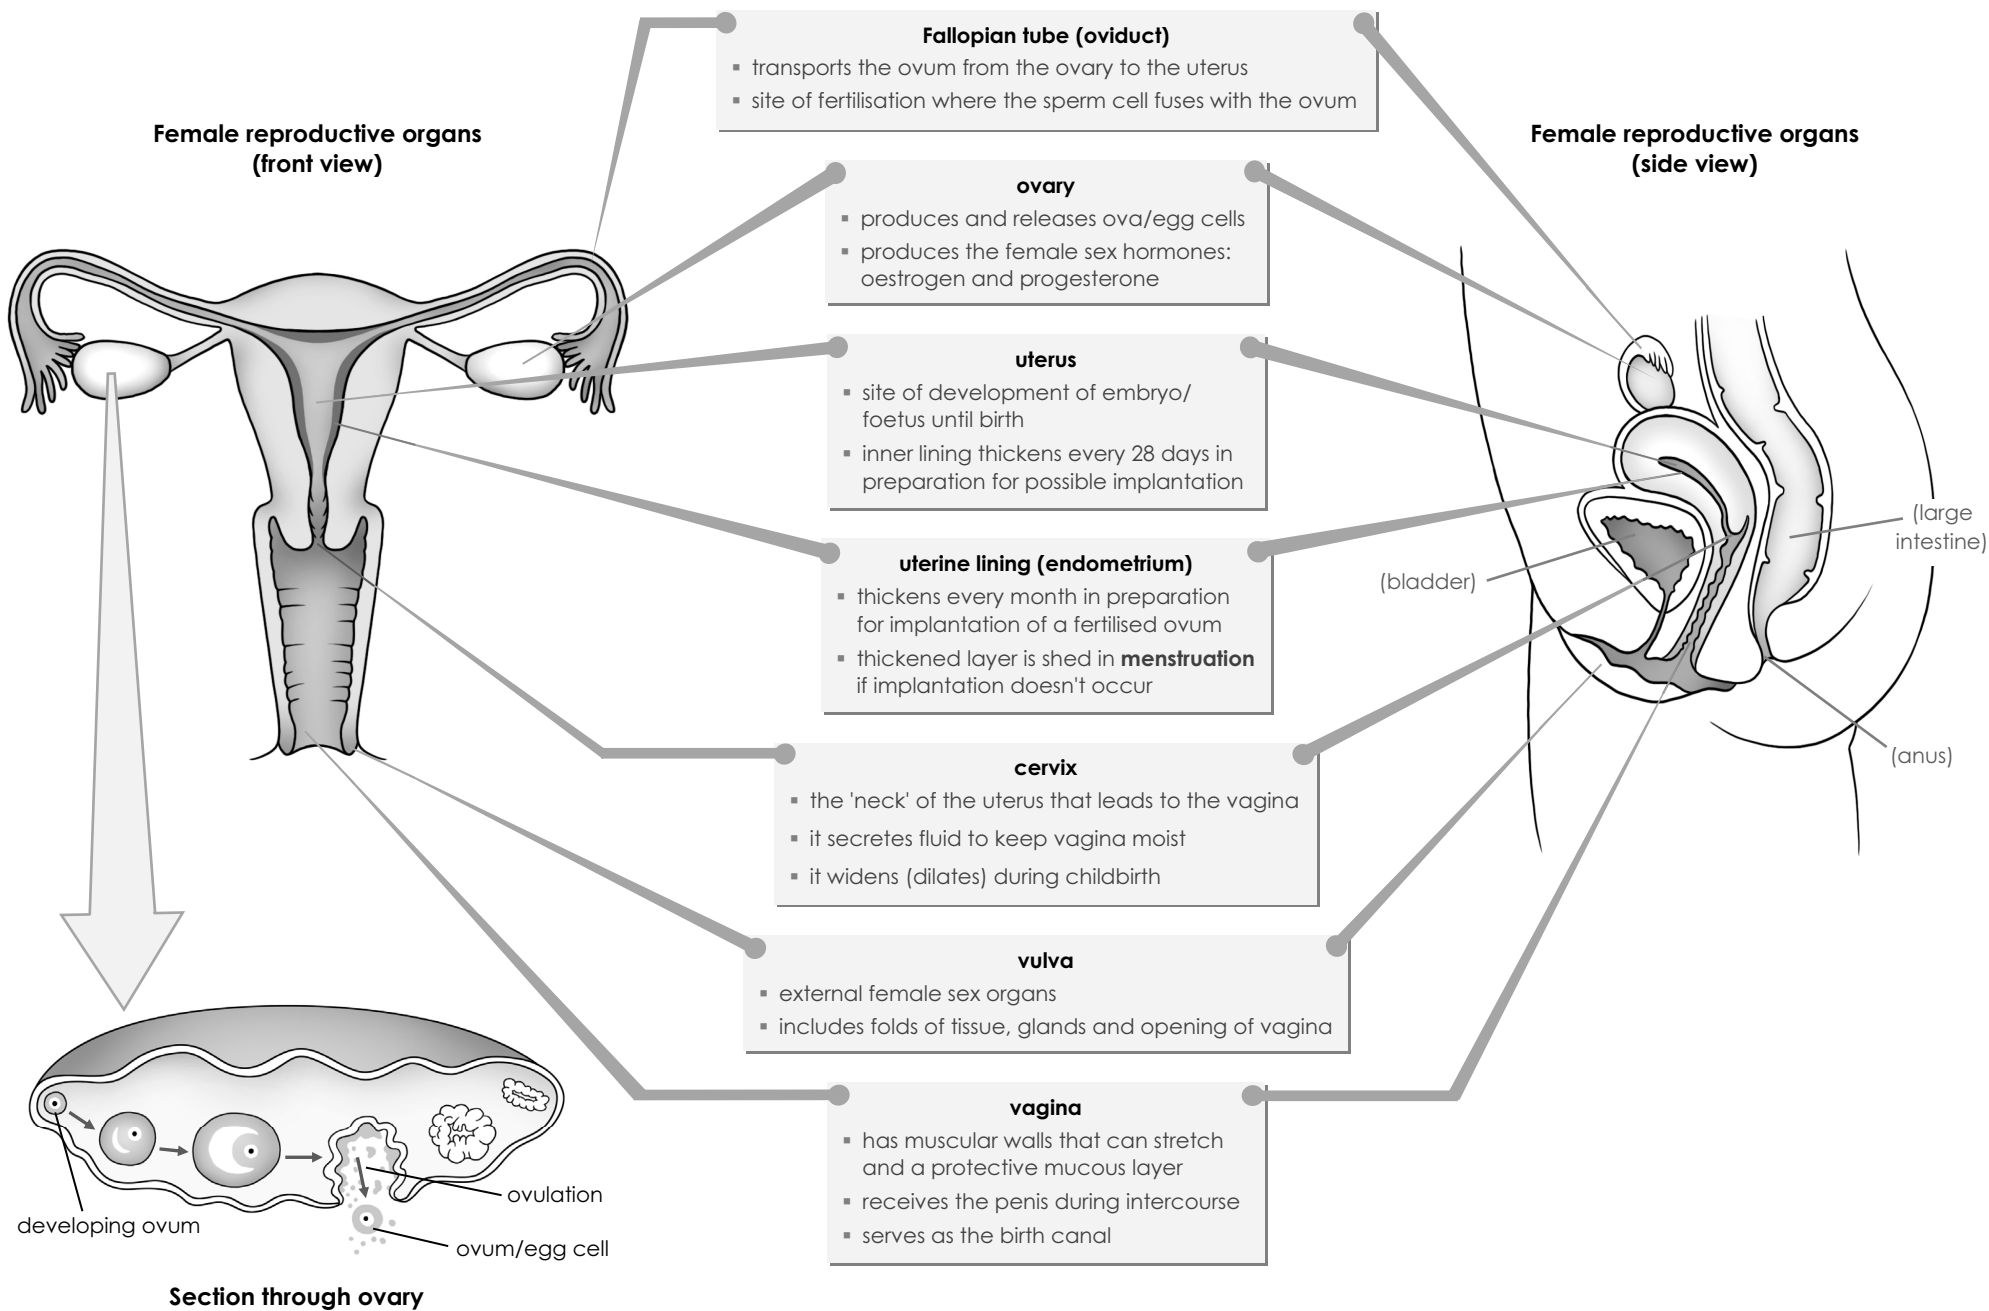 Fallopian tube (oviduct)
▪ transports the ovum from the ovary to the uterus
▪ site of fertilisation where the sperm cell fuses with the ovum
Female reproductive organs
(front view)
Female reproductive organs
(side view)
ovary
▪ produces and releases ova/egg cells
▪ produces the female sex hormones:
oestrogen and progesterone
uterus
▪ site of development of embryo/
foetus until birth
▪ inner lining thickens every 28 days in
preparation for possible implantation
uterine lining (endometrium)
▪ thickens every month in preparation
for implantation of a fertilised ovum
▪ thickened layer is shed in menstruation
if implantation doesn't occur
(large
intestine)
(bladder)
(anus)
cervix
▪ the 'neck' of the uterus that leads to the vagina
▪ it secretes fluid to keep vagina moist
▪ it widens (dilates) during childbirth
vulva
▪ external female sex organs
▪ includes folds of tissue, glands and opening of vagina
vagina
▪ has muscular walls that can stretch
and a protective mucous layer
▪ receives the penis during intercourse
▪ serves as the birth canal
ovulation
developing ovum
ovum/egg cell
Section through ovary